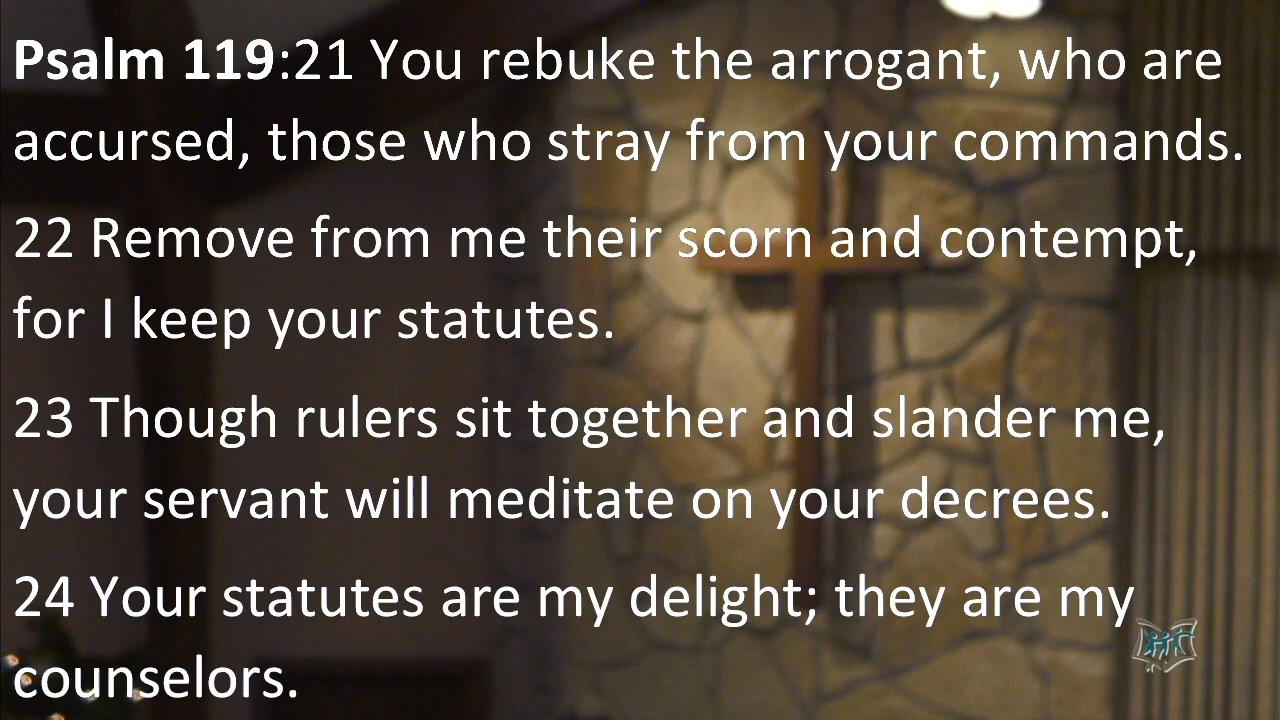 Psalm 119:21 You rebuke the arrogant, who are
accursed, those who stray from your commands.
22 Remove from me their scorn and contempt,
for I keep your statutes.
23 Though rulers sit together and slander me,
your servant will meditate on your decrees.
24 Your statutes are my delight; they are my
counselors.